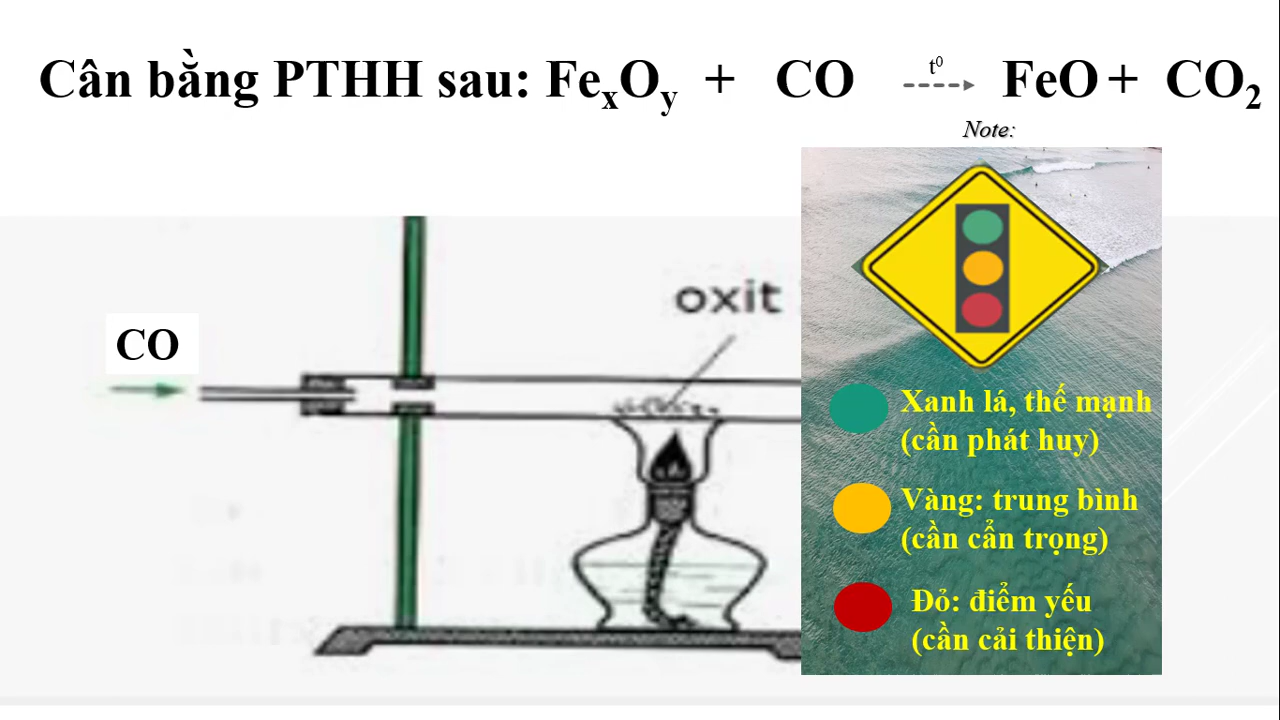 Cân bằng PTHH sau: FeₓOᵧ + CO t⁰ FeO + CO₂
Note:
oxit
CO
Xanh lá, thế mạnh
(cần phát huy)
Vàng: trung bình
(cần cẩn trọng)
Đỏ: điểm yếu
(cần cải thiện)